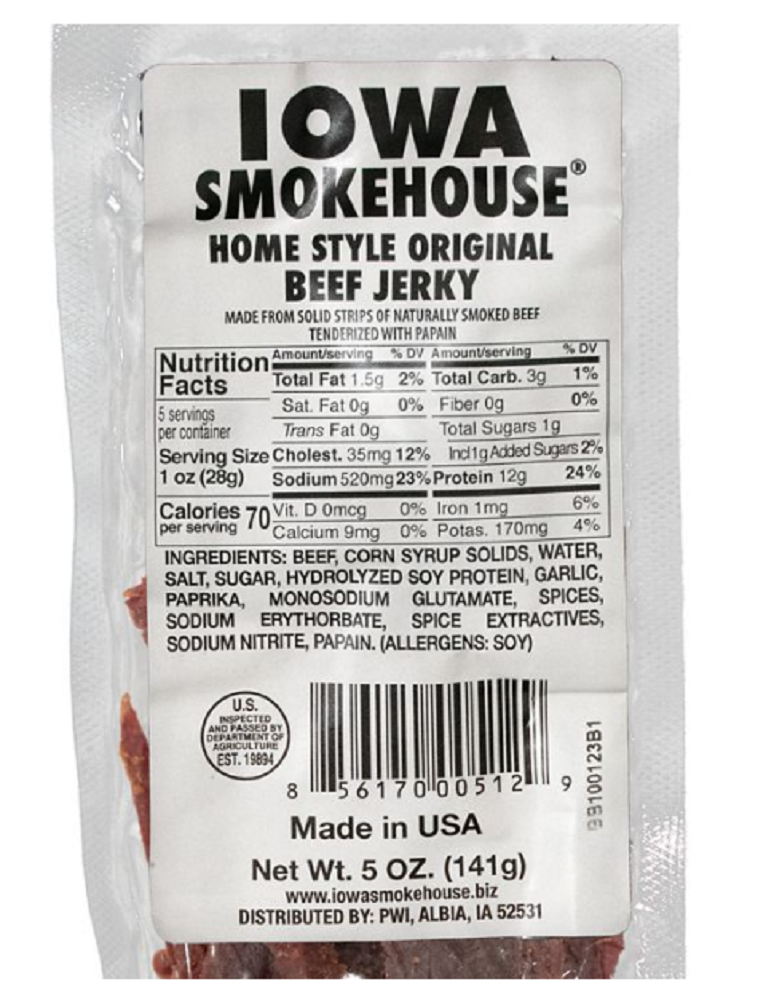 IOWA
SMOKEHOUSE®
HOME STYLE ORIGINAL
BEEF JERKY
MADE FROM SOLID STRIPS OF NATURALLY SMOKED BEEF
TENDERIZED WITH PAPAIN
Nutrition Facts
5 servings
per container
Serving Size
1 oz (28g)
Calories 70
per serving
Amount/serving % DV Amount/serving % DV
Total Fat 1.5g 2% Total Carb. 3g 1%
Sat. Fat 0g 0% Fiber 0g 0%
Trans Fat 0g Total Sugars 1g
Cholest. 35mg 12% Incl 1g Added Sugars 2%
Sodium 520mg 23% Protein 12g 24%
Vit. D 0mcg 0% Iron 1mg 6%
Calcium 9mg 0% Potas. 170mg 4%
INGREDIENTS: BEEF, CORN SYRUP SOLIDS, WATER,
SALT, SUGAR, HYDROLYZED SOY PROTEIN, GARLIC,
PAPRIKA, MONOSODIUM GLUTAMATE, SPICES,
SODIUM ERYTHORBATE, SPICE EXTRACTIVES,
SODIUM NITRITE, PAPAIN. (ALLERGENS: SOY)
U.S.
INSPECTED
AND PASSED BY
DEPARTMENT OF
AGRICULTURE
EST. 19894
8 56170 00512 9
BB100123B1
Made in USA
Net Wt. 5 OZ. (141g)
www.iowasmokehouse.biz
DISTRIBUTED BY: PWI, ALBIA, IA 52531